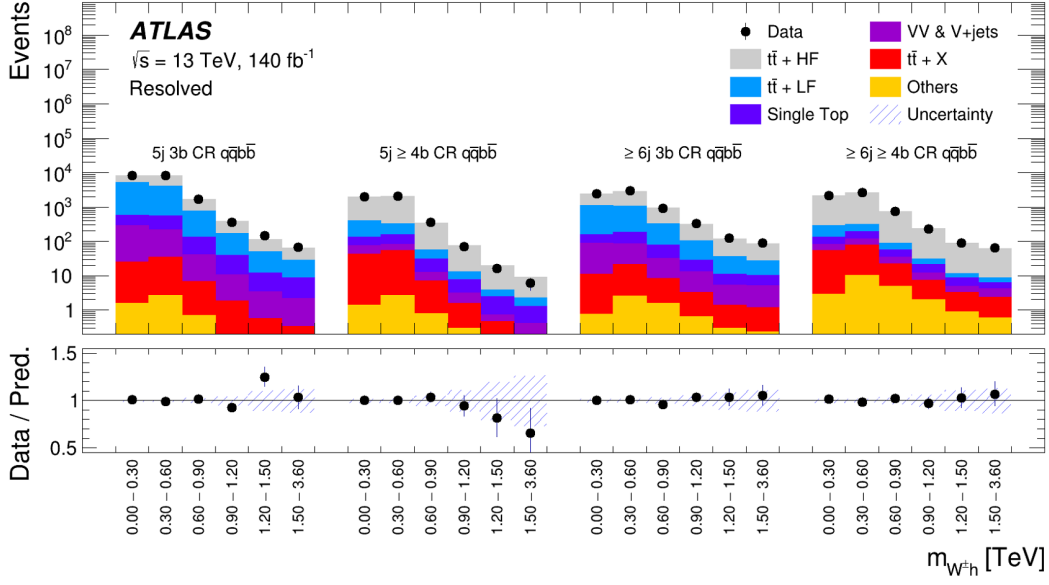 Events
10⁹
10⁸
10⁷
10⁶
10⁵
10⁴
10³
10²
10
1
ATLAS
√s = 13 TeV, 140 fb⁻¹
Resolved
Data
tt̄ + HF
tt̄ + LF
Single Top
VV & V+jets
tt̄ + X
Others
Uncertainty
5j 3b CR qq̄bb̄
5j ≥ 4b CR qq̄bb̄
≥ 6j 3b CR qq̄bb̄
≥ 6j ≥ 4b CR qq̄bb̄
Data / Pred.
1.5
1
0.5
0.00 – 0.30
0.30 – 0.60
0.60 – 0.90
0.90 – 1.20
1.20 – 1.50
1.50 – 3.60
0.00 – 0.30
0.30 – 0.60
0.60 – 0.90
0.90 – 1.20
1.20 – 1.50
1.50 – 3.60
0.00 – 0.30
0.30 – 0.60
0.60 – 0.90
0.90 – 1.20
1.20 – 1.50
1.50 – 3.60
0.00 – 0.30
0.30 – 0.60
0.60 – 0.90
0.90 – 1.20
1.20 – 1.50
1.50 – 3.60
m_W±h [TeV]